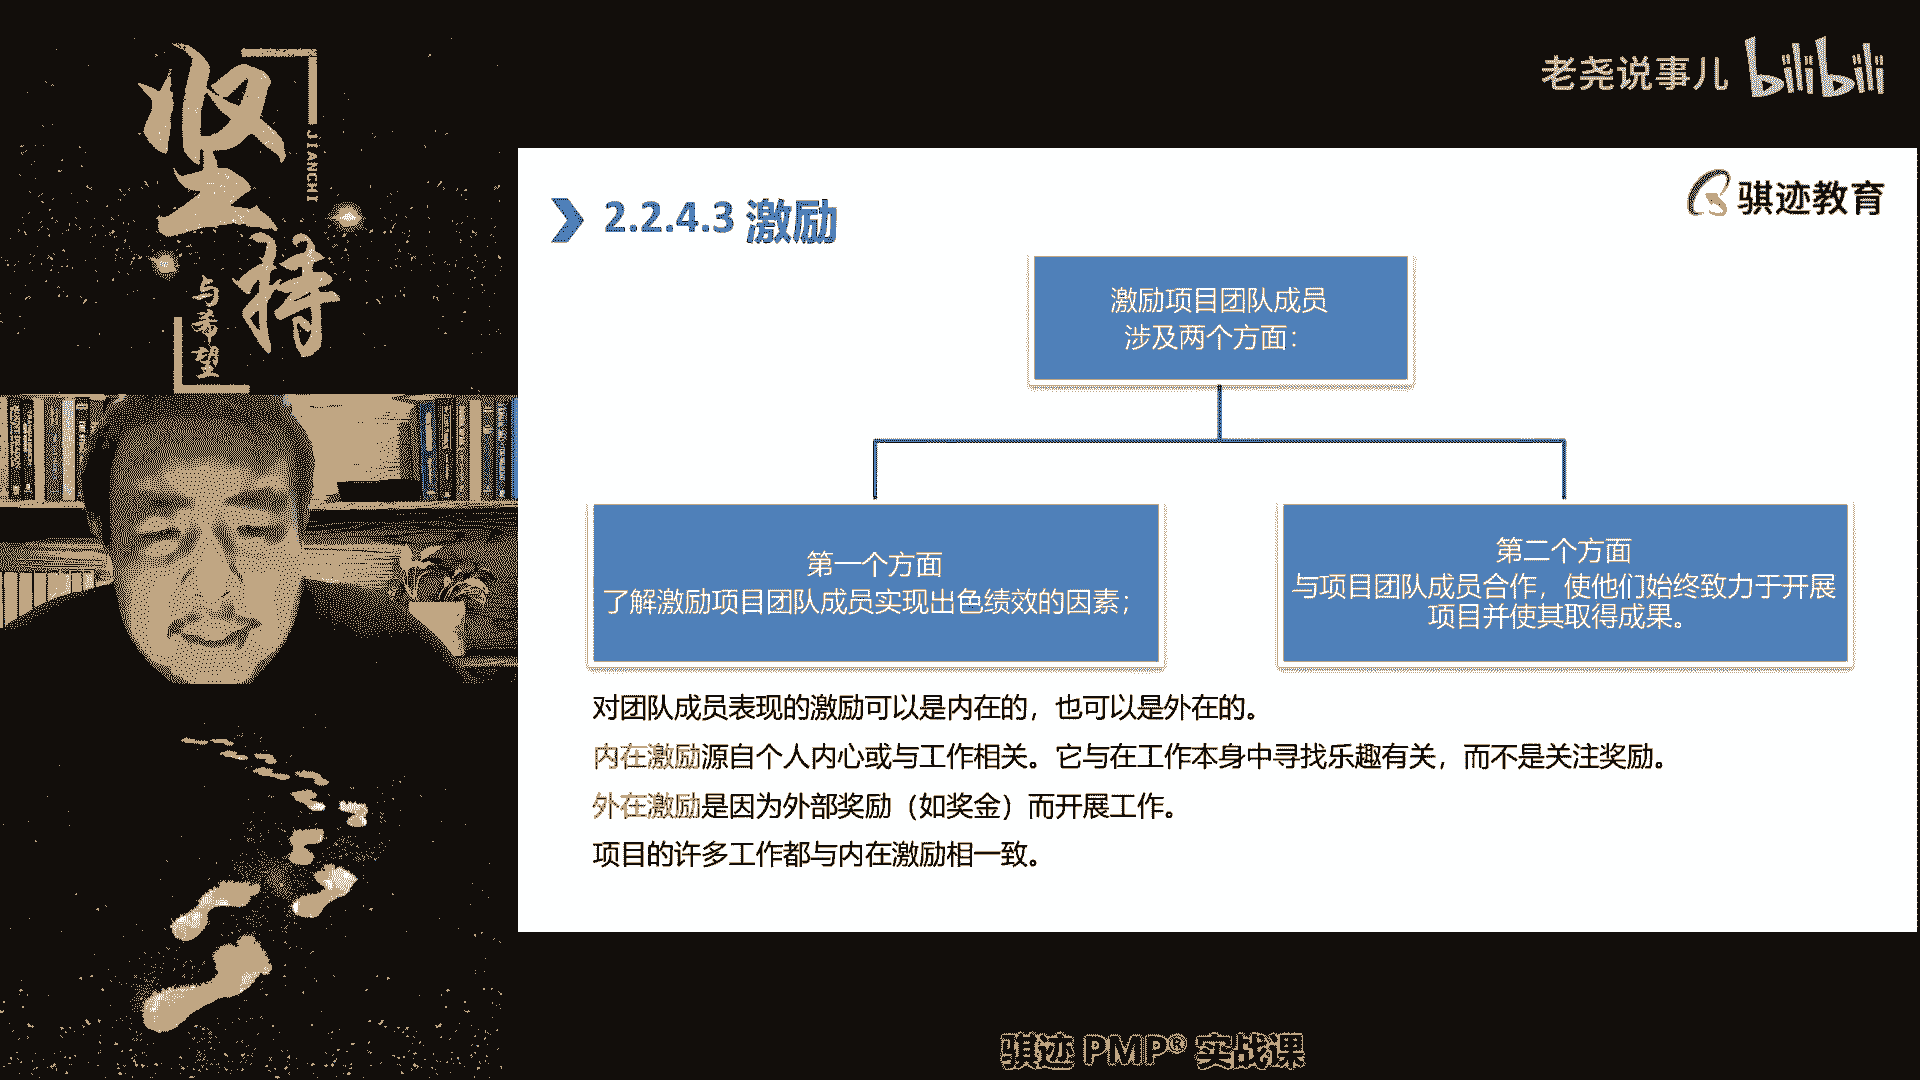 坚持
JIANCHI
与希望
老尧说事儿 bilibili
骐迹教育
2.2.4.3 激励
激励项目团队成员
涉及两个方面：
第一个方面
了解激励项目团队成员实现出色绩效的因素；
第二个方面
与项目团队成员合作，使他们始终致力于开展
项目并使其取得成果。
对团队成员表现的激励可以是内在的，也可以是外在的。
内在激励源自个人内心或与工作相关。它与在工作本身中寻找乐趣有关，而不是关注奖励。
外在激励是因为外部奖励（如奖金）而开展工作。
项目的许多工作都与内在激励相一致。
骐迹 PMP® 实战课